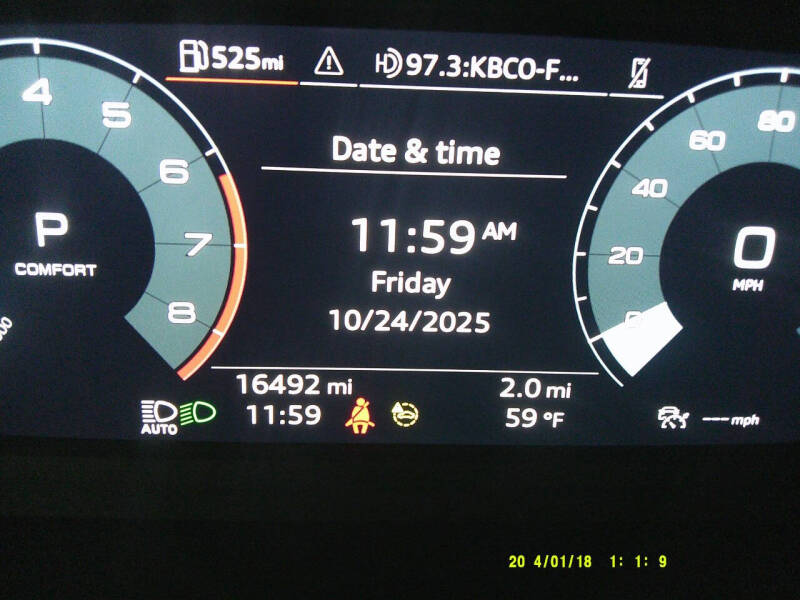 525mi
97.3:KBCO-F...
Date & time
11:59 AM
Friday
10/24/2025
4
5
6
7
8
P
COMFORT
80
60
40
20
0
0
MPH
16492 mi
2.0 mi
AUTO
11:59
59 °F
--- mph
20 4/01/18 1: 1: 9